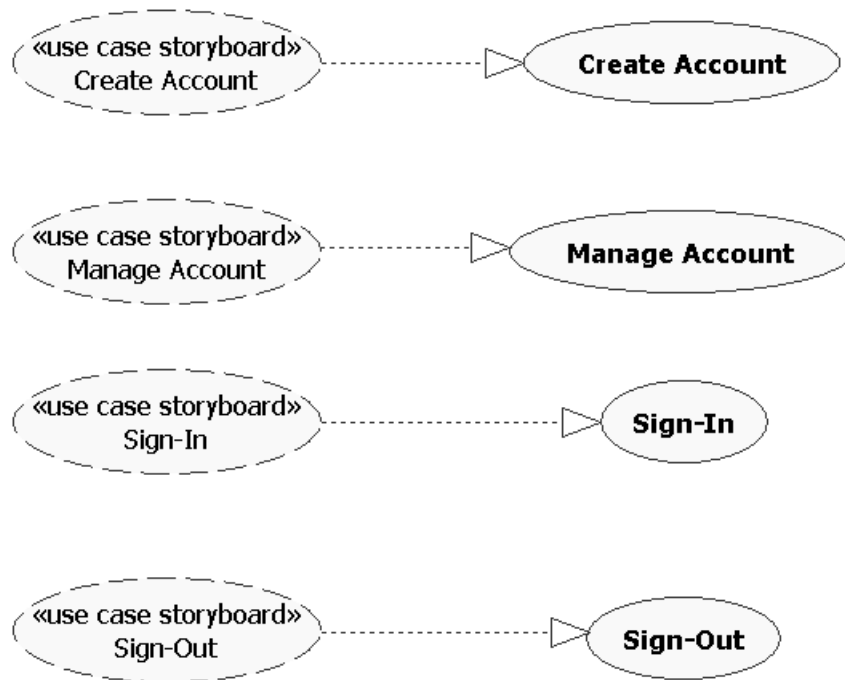 «use case storyboard»
Create Account
Create Account
«use case storyboard»
Manage Account
Manage Account
«use case storyboard»
Sign-In
Sign-In
«use case storyboard»
Sign-Out
Sign-Out